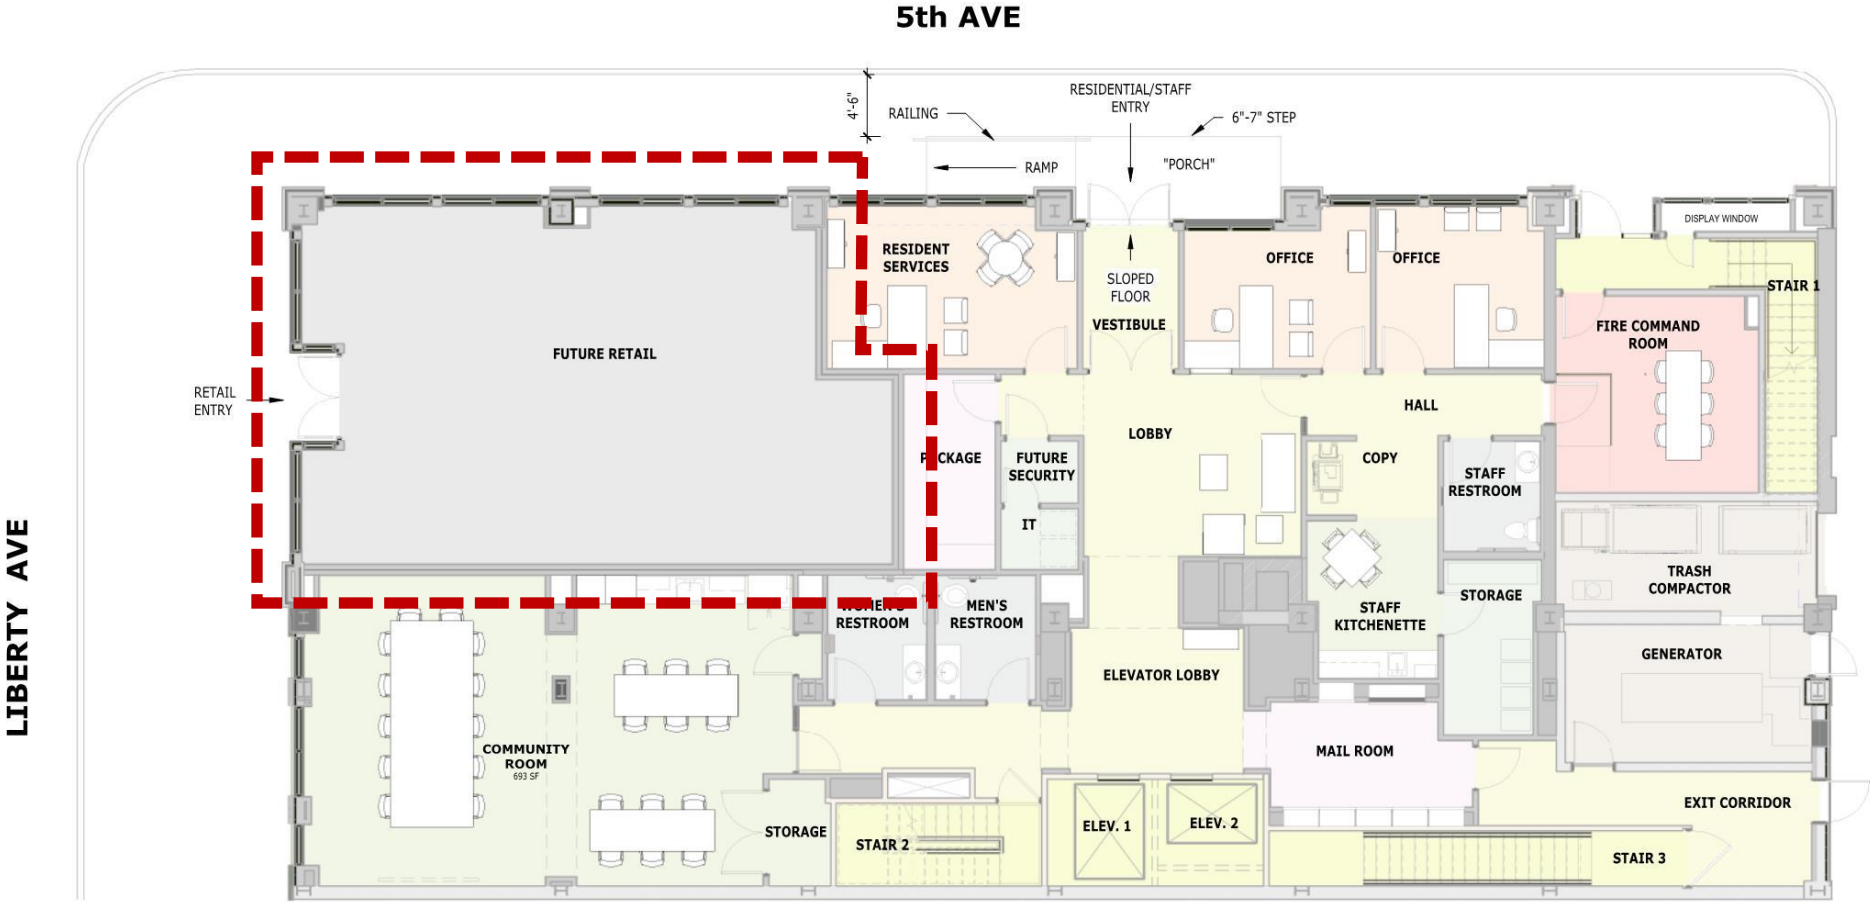 5th AVE
RESIDENTIAL/STAFF
ENTRY
4'-6"
RAILING
6"-7" STEP
RAMP
"PORCH"
DISPLAY WINDOW
RESIDENT
SERVICES
OFFICE
OFFICE
SLOPED
FLOOR
STAIR 1
VESTIBULE
FIRE COMMAND
ROOM
FUTURE RETAIL
RETAIL
ENTRY
HALL
LOBBY
PACKAGE
FUTURE
SECURITY
COPY
STAFF
RESTROOM
IT
LIBERTY AVE
TRASH
COMPACTOR
STORAGE
WOMEN'S
RESTROOM
MEN'S
RESTROOM
STAFF
KITCHENETTE
GENERATOR
ELEVATOR LOBBY
COMMUNITY
ROOM
693 SF
MAIL ROOM
EXIT CORRIDOR
STORAGE
ELEV. 1
ELEV. 2
STAIR 2
STAIR 3